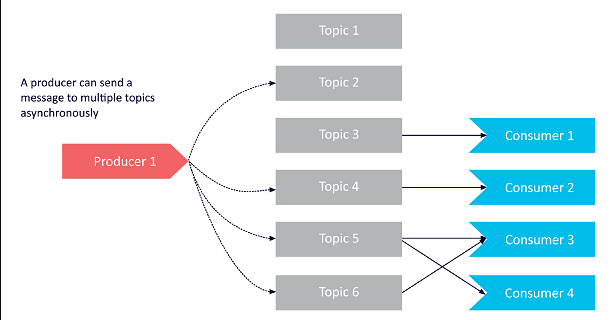 Topic 1
A producer can send a
message to multiple topics
asynchronously
Topic 2
Topic 3
Consumer 1
Producer 1
Topic 4
Consumer 2
Topic 5
Consumer 3
Topic 6
Consumer 4